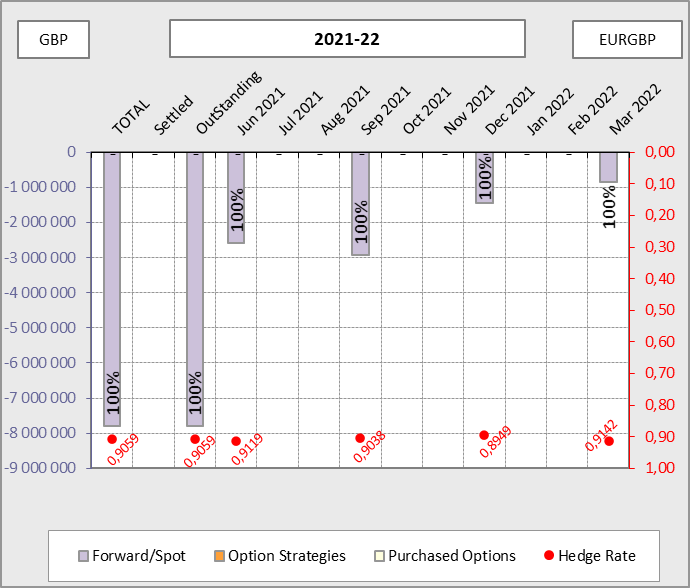 GBP
2021-22
EURGBP
TOTAL
Settled
OutStanding
Jun 2021
Jul 2021
Aug 2021
Sep 2021
Oct 2021
Nov 2021
Dec 2021
Jan 2022
Feb 2022
Mar 2022
0
-1 000 000
-2 000 000
-3 000 000
-4 000 000
-5 000 000
-6 000 000
-7 000 000
-8 000 000
-9 000 000
100%
100%
100%
100%
100%
100%
0,9059
0,9059
0,9119
0,9038
0,8949
0,9142
0,00
0,10
0,20
0,30
0,40
0,50
0,60
0,70
0,80
0,90
1,00
Forward/Spot
Option Strategies
Purchased Options
Hedge Rate